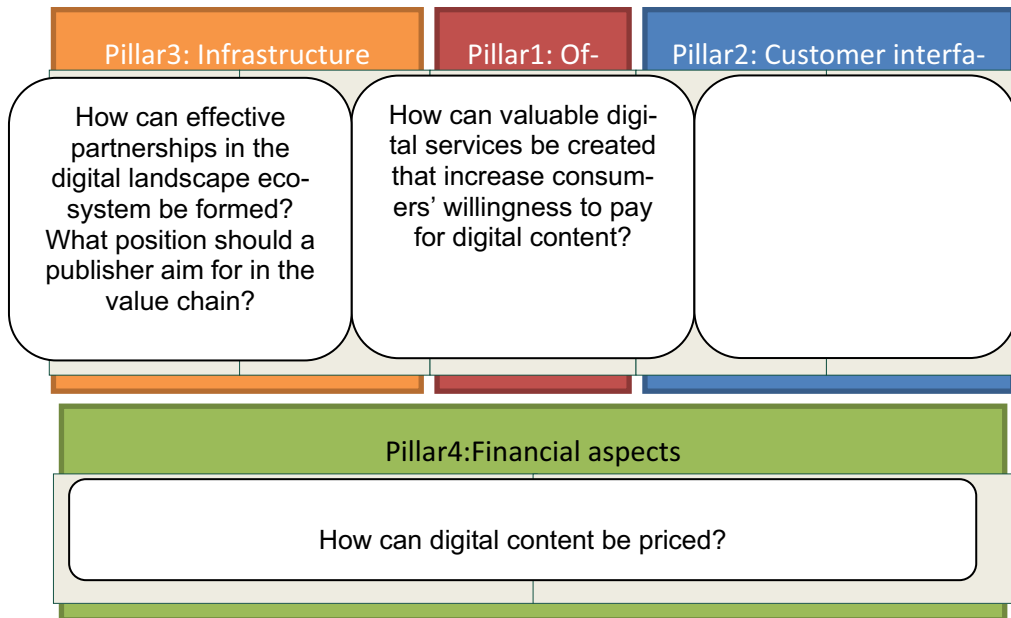 Pillar3: Infrastructure
How can effective
partnerships in the
digital landscape eco-
system be formed?
What position should a
publisher aim for in the
value chain?
Pillar1: Of-
How can valuable digi-
tal services be created
that increase consum-
ers’ willingness to pay
for digital content?
Pillar2: Customer interfa-
Pillar4:Financial aspects
How can digital content be priced?